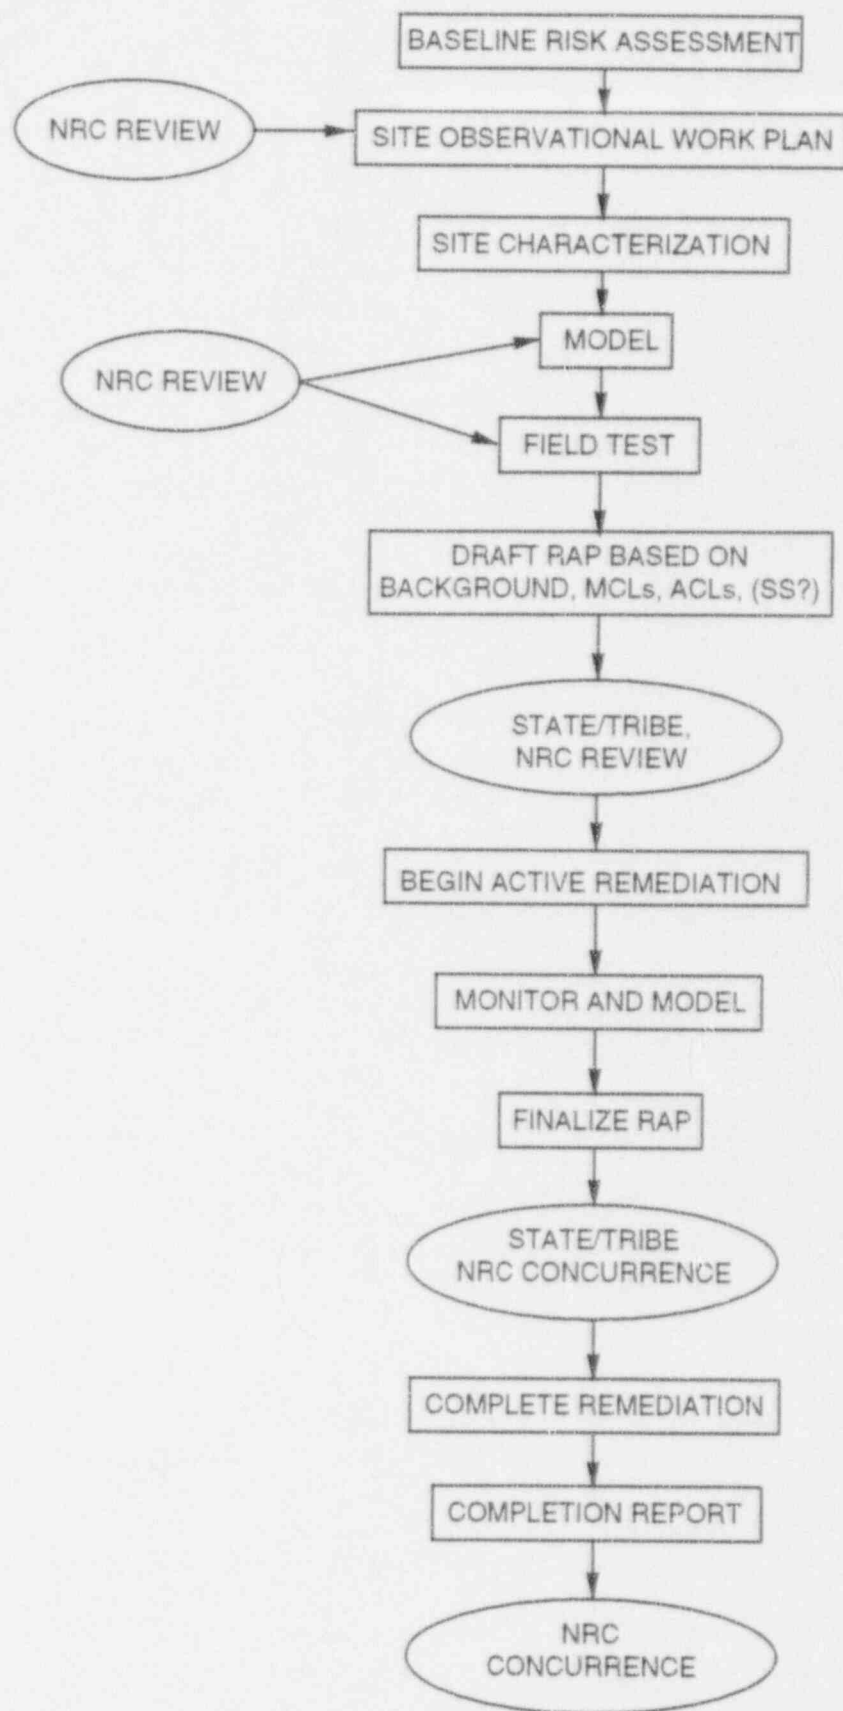 BASELINE RISK ASSESSMENT
NRC REVIEW
SITE OBSERVATIONAL WORK PLAN
SITE CHARACTERIZATION
MODEL
NRC REVIEW
FIELD TEST
DRAFT RAP BASED ON
BACKGROUND, MCLs, ACLs, (SS?)
STATE/TRIBE,
NRC REVIEW
BEGIN ACTIVE REMEDIATION
MONITOR AND MODEL
FINALIZE RAP
STATE/TRIBE
NRC CONCURRENCE
COMPLETE REMEDIATION
COMPLETION REPORT
NRC
CONCURRENCE